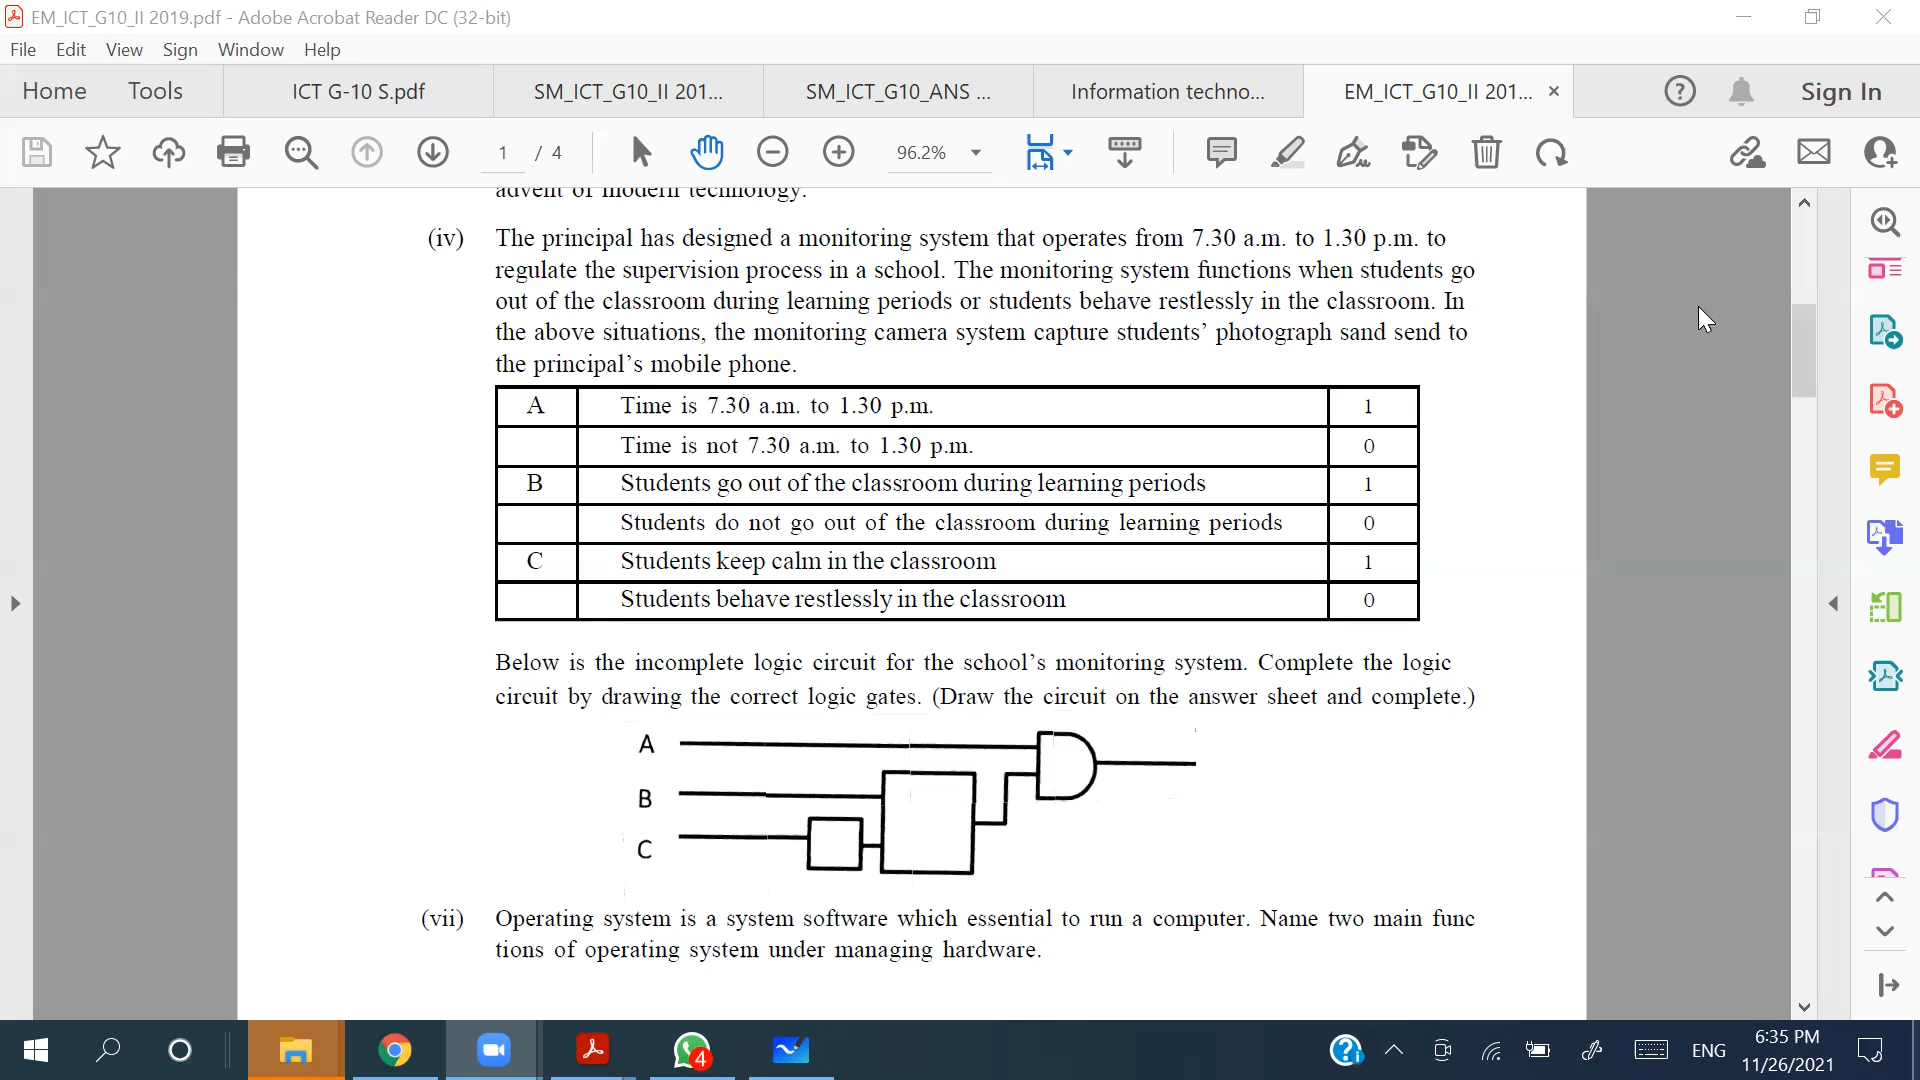 EM_ICT_G10_II 2019.pdf - Adobe Acrobat Reader DC (32-bit)
File Edit View Sign Window Help
Home Tools ICT G-10 S.pdf SM_ICT_G10_II 201... SM_ICT_G10_ANS ... Information techno... EM_ICT_G10_II 201... × Sign In
1 / 4 96.2%
advent of modern technology.
(iv) The principal has designed a monitoring system that operates from 7.30 a.m. to 1.30 p.m. to
regulate the supervision process in a school. The monitoring system functions when students go
out of the classroom during learning periods or students behave restlessly in the classroom. In
the above situations, the monitoring camera system capture students’ photograph sand send to
the principal’s mobile phone.
A Time is 7.30 a.m. to 1.30 p.m. 1
Time is not 7.30 a.m. to 1.30 p.m. 0
B Students go out of the classroom during learning periods 1
Students do not go out of the classroom during learning periods 0
C Students keep calm in the classroom 1
Students behave restlessly in the classroom 0
Below is the incomplete logic circuit for the school’s monitoring system. Complete the logic
circuit by drawing the correct logic gates. (Draw the circuit on the answer sheet and complete.)
A
B
C
(vii) Operating system is a system software which essential to run a computer. Name two main func
tions of operating system under managing hardware.
4
ENG
6:35 PM
11/26/2021